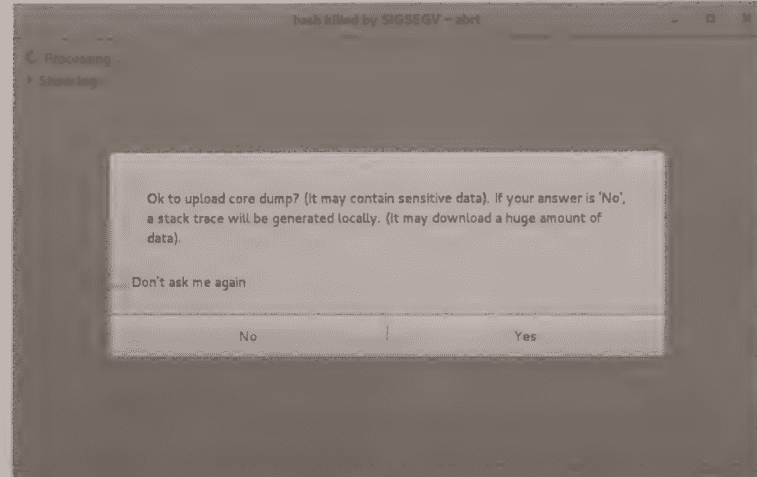 bash killed by SIGSEGV - abrt
Processing...
Show log
Ok to upload core dump? (It may contain sensitive data). If your answer is 'No',
a stack trace will be generated locally. (It may download a huge amount of
data).
Don't ask me again
No
Yes